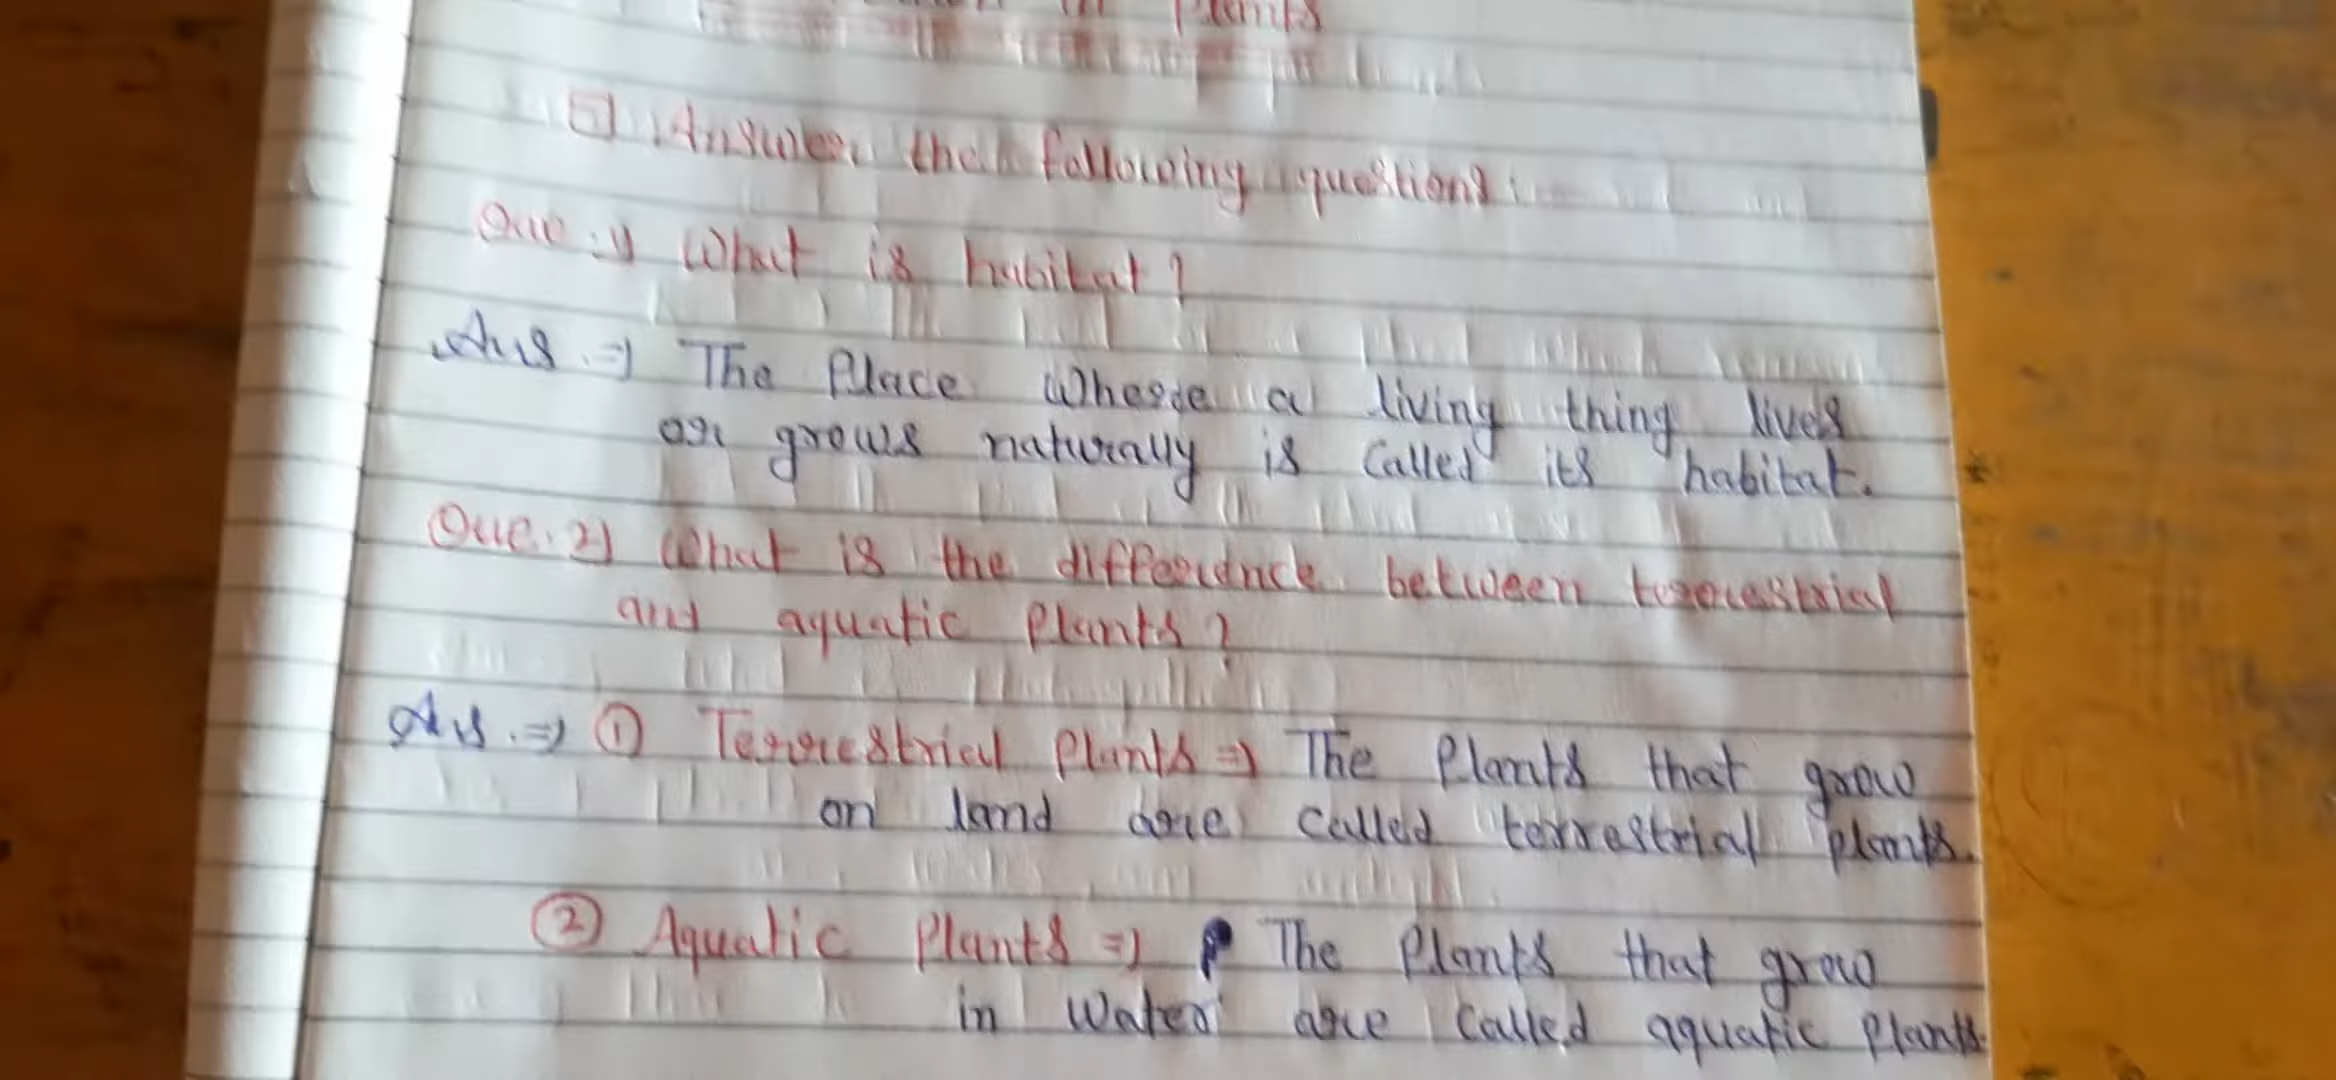 in Plants
5] Answer the following questions:
Que:1) What is habitat?
Ans.⇒) The Place where a living thing lives
or grows naturally is Called its habitat.
Que.2) What is the difference between terrestrial
and aquatic Plants?
Ans.⇒) ① Terrestrial Plants ⇒) The Plants that grow
on land are Called terrestrial plants.
② Aquatic Plants ⇒) The Plants that grow
in water are Called aquatic Plants.